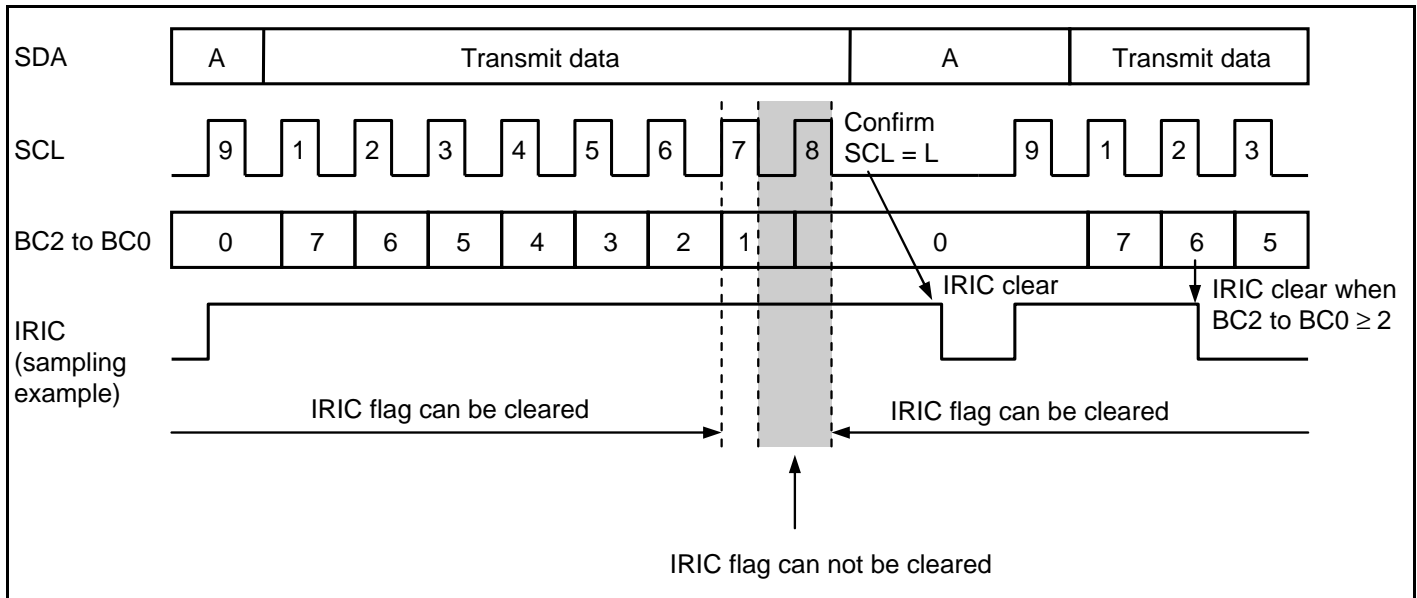 SDA A Transmit data A Transmit data
SCL 9 1 2 3 4 5 6 7 8 9 1 2 3
Confirm
SCL = L
BC2 to BC0 0 7 6 5 4 3 2 1 0 7 6 5
IRIC
(sampling
example)
IRIC clear
IRIC clear when
BC2 to BC0 ≥ 2
IRIC flag can be cleared
IRIC flag can be cleared
IRIC flag can not be cleared